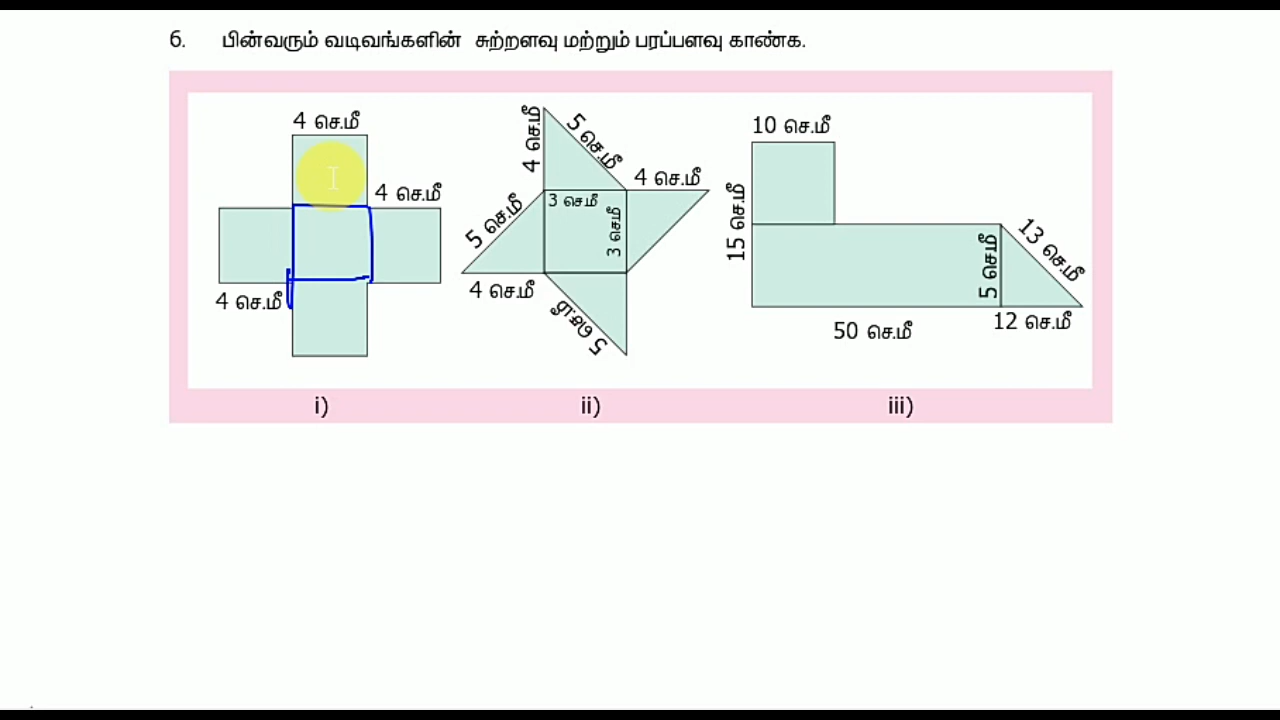 6. பின்வரும் வடிவங்களின் சுற்றளவு மற்றும் பரப்பளவு காண்க.
4 செ.மீ
4 செ.மீ
4 செ.மீ
4 செ.மீ
5 செ.மீ
4 செ.மீ
3 செ.மீ
3 செ.மீ
5 செ.மீ
4 செ.மீ
5 செ.மீ
10 செ.மீ
15 செ.மீ
5 செ.மீ
13 செ.மீ
50 செ.மீ
12 செ.மீ
i) ii) iii)